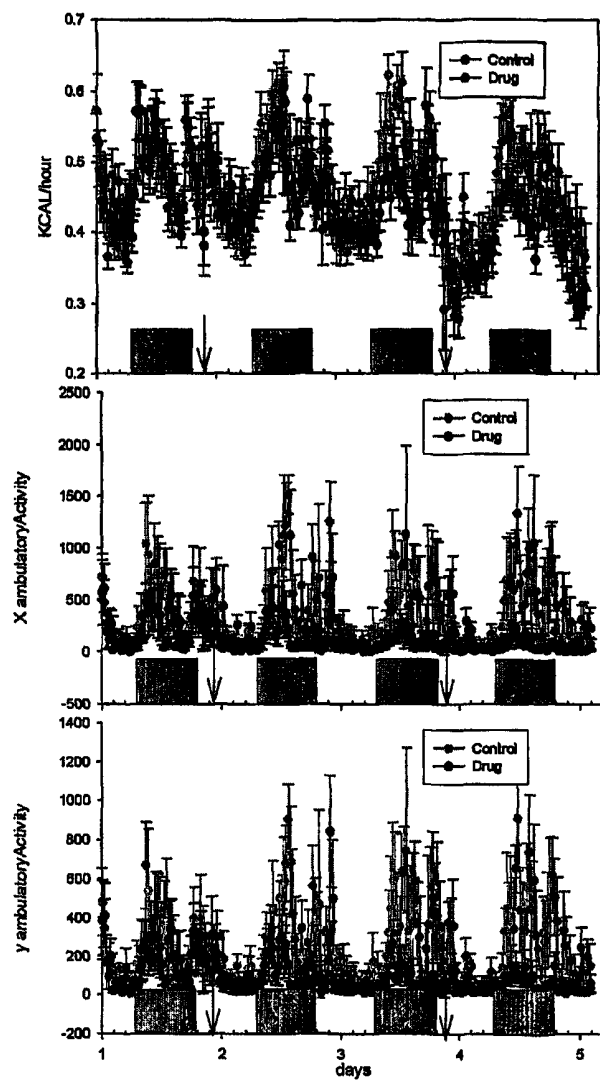 0.7
0.6
0.5
0.4
0.3
0.2
KCAL/hour
Control
Drug
2500
2000
1500
1000
500
0
-500
X ambulatoryActivity
Control
Drug
1400
1200
1000
800
600
400
200
0
-200
y ambulatoryActivity
Control
Drug
1
2
3
4
5
days